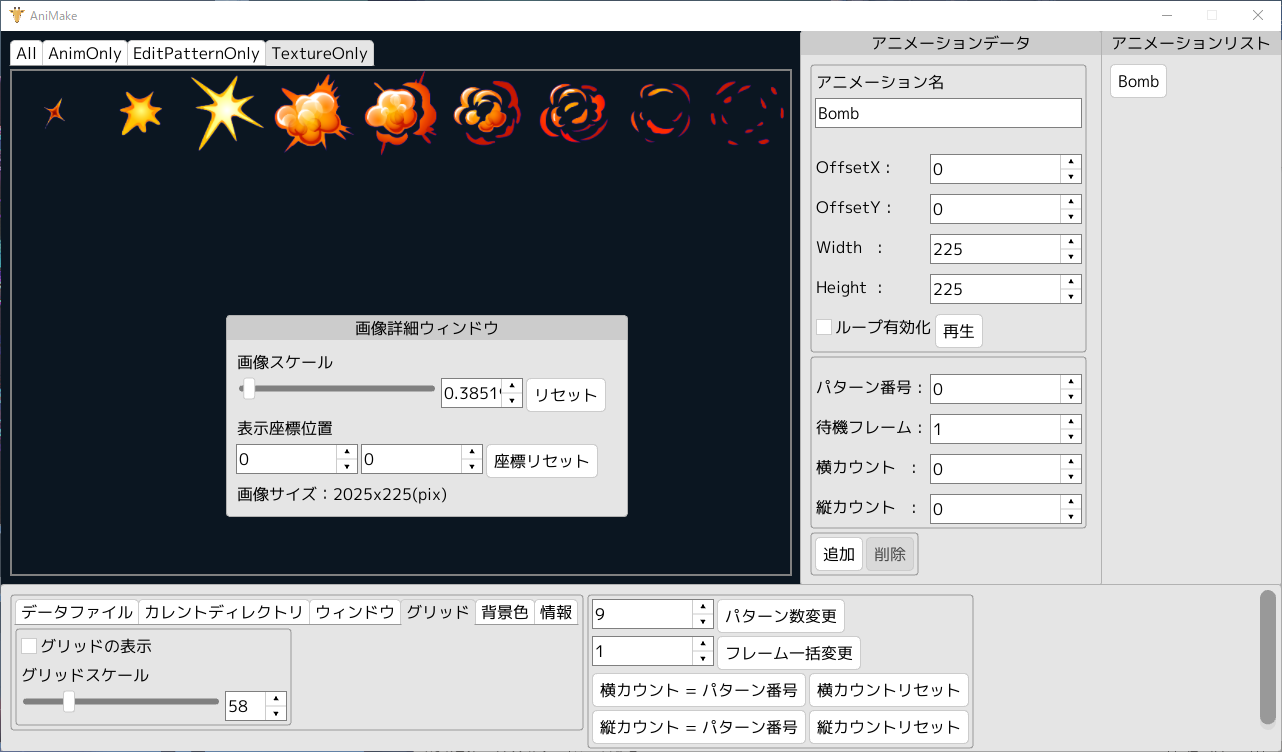 AniMake
All AnimOnly EditPatternOnly TextureOnly
アニメーションデータ
アニメーションリスト
アニメーション名
Bomb
Bomb
OffsetX : 0
OffsetY : 0
Width : 225
Height : 225
ループ有効化 再生
パターン番号 : 0
待機フレーム : 1
横カウント : 0
縦カウント : 0
追加 削除
画像詳細ウィンドウ
画像スケール
0.3851 リセット
表示座標位置
0 0 座標リセット
画像サイズ：2025x225(pix)
データファイル カレントディレクトリ ウィンドウ グリッド 背景色 情報
グリッドの表示
グリッドスケール
58
9 パターン数変更
1 フレーム一括変更
横カウント = パターン番号 横カウントリセット
縦カウント = パターン番号 縦カウントリセット